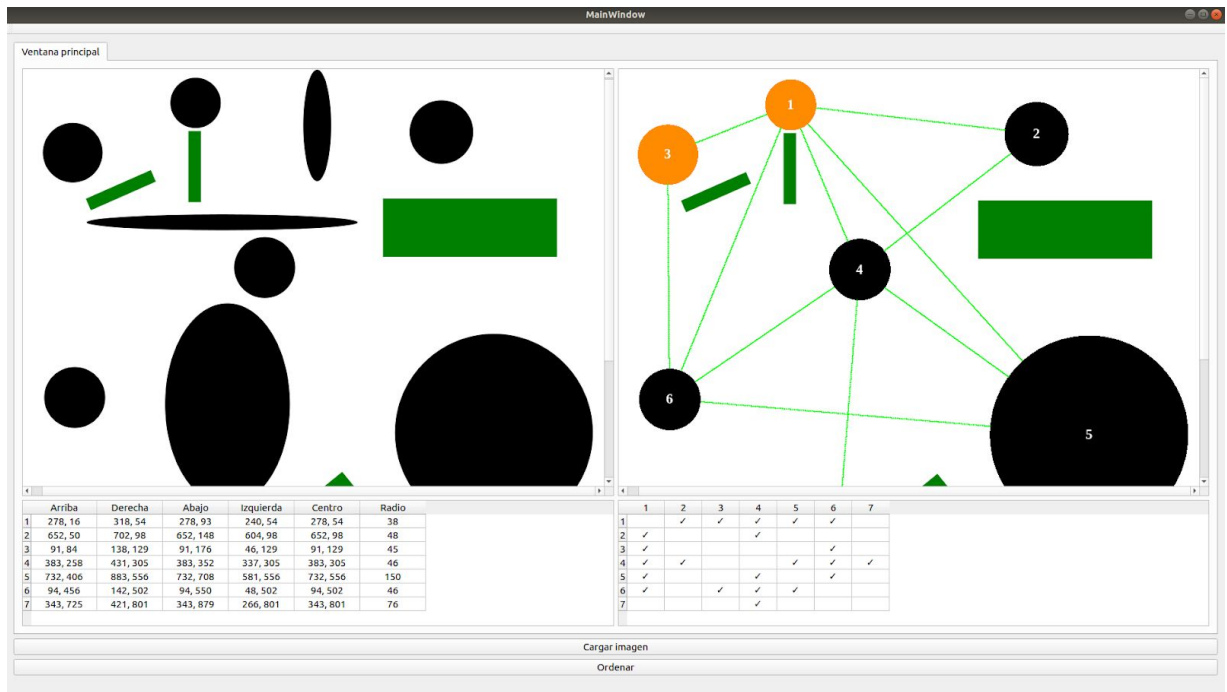 MainWindow
Ventana principal
1
2
3
4
6
5
Arriba Derecha Abajo Izquierda Centro Radio
1 278, 16 318, 54 278, 93 240, 54 278, 54 38
2 652, 50 702, 98 652, 148 604, 98 652, 98 48
3 91, 84 138, 129 91, 176 46, 129 91, 129 45
4 383, 258 431, 305 383, 352 337, 305 383, 305 46
5 732, 406 883, 556 732, 708 581, 556 732, 556 150
6 94, 456 142, 502 94, 550 48, 502 94, 502 46
7 343, 725 421, 801 343, 879 266, 801 343, 801 76
1 2 3 4 5 6 7
1 ✓ ✓ ✓ ✓ ✓
2 ✓ ✓
3 ✓ ✓
4 ✓ ✓ ✓ ✓ ✓
5 ✓ ✓ ✓
6 ✓ ✓ ✓ ✓
7 ✓
Cargar imagen
Ordenar